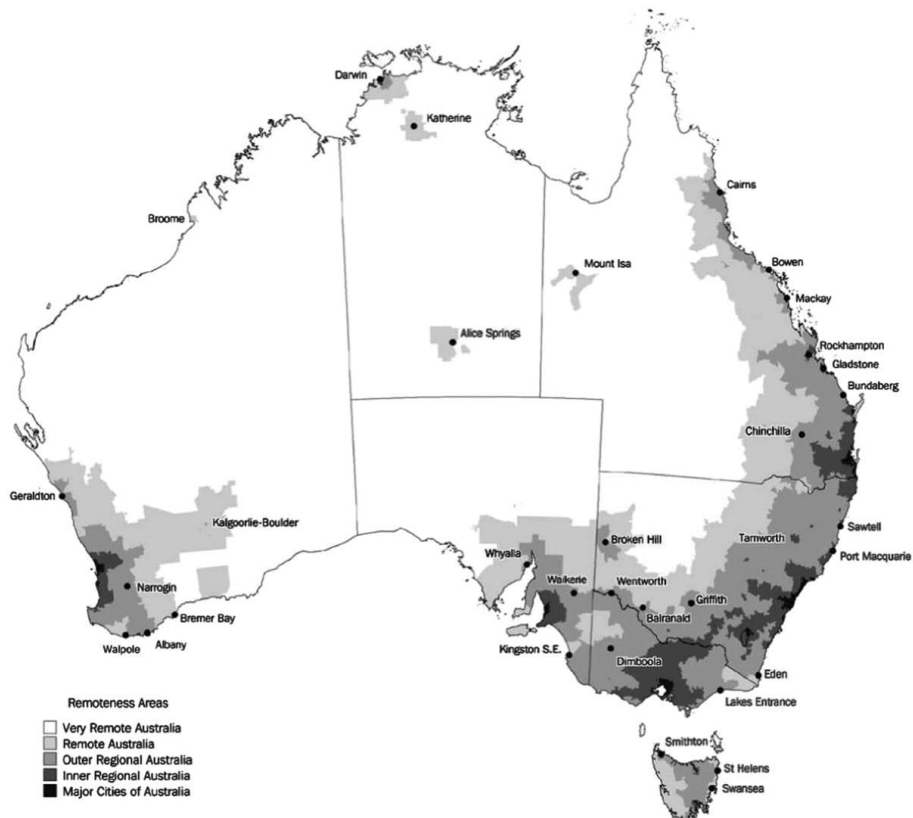 Darwin
Katherine
Cairns
Broome
Mount Isa
Bowen
Mackay
Alice Springs
Rockhampton
Gladstone
Bundaberg
Chinchilla
Geraldton
Kalgoorlie-Boulder
Sawtell
Broken Hill
Tamworth
Port Macquarie
Whyalla
Waikerie
Wentworth
Narrogin
Griffith
Balranald
Bremer Bay
Albany
Walpole
Kingston S.E.
Dimboola
Eden
Lakes Entrance
Remoteness Areas
Very Remote Australia
Remote Australia
Outer Regional Australia
Inner Regional Australia
Major Cities of Australia
Smithton
St Helens
Swansea